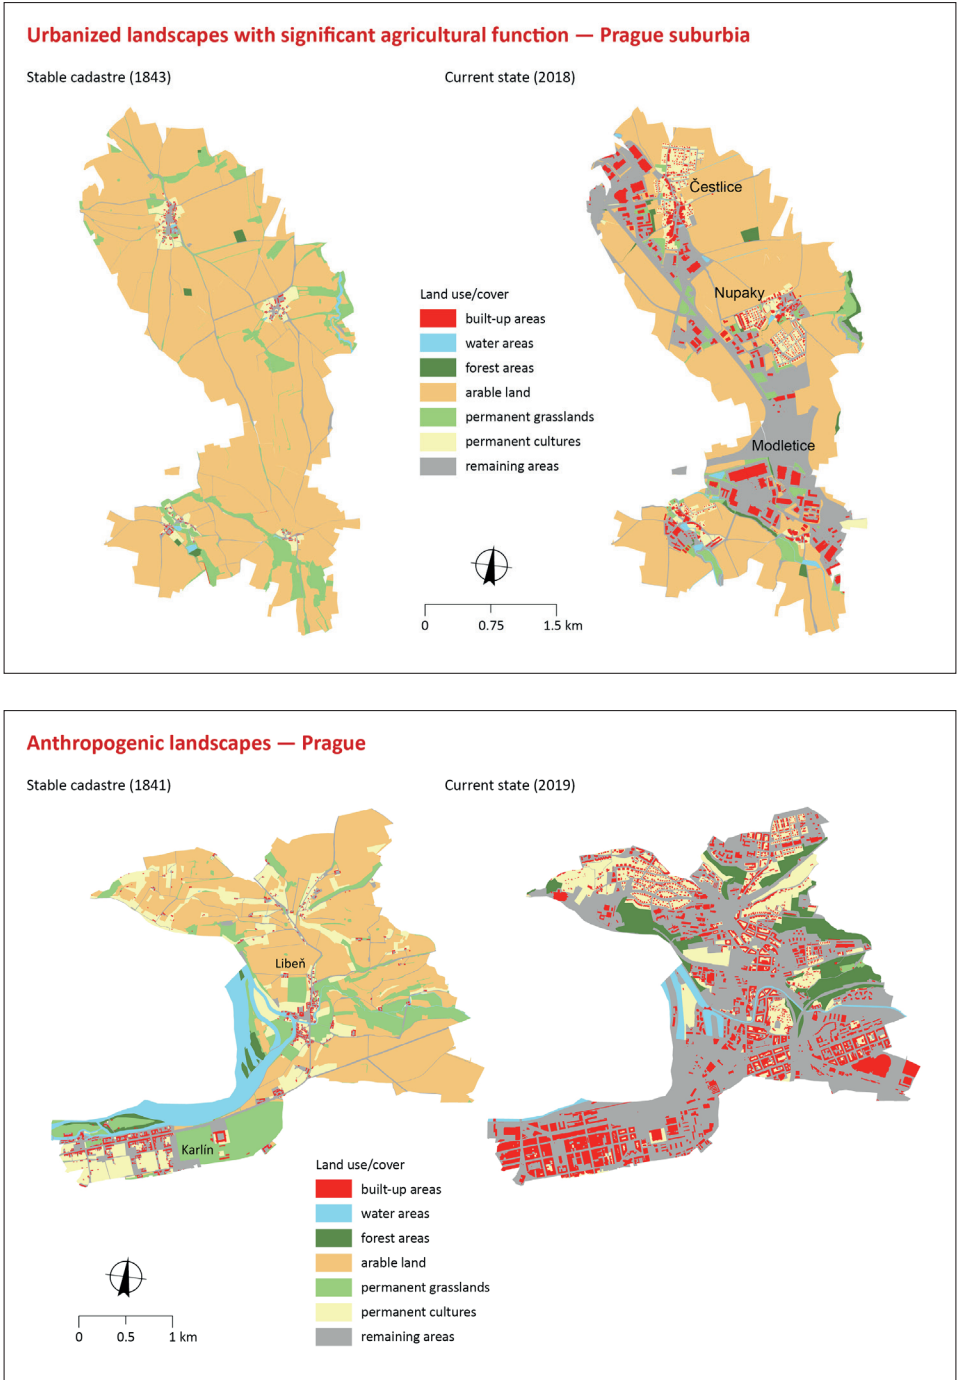 Urbanized landscapes with significant agricultural function — Prague suburbia
Stable cadastre (1843)
Current state (2018)
Čestlice
Nupaky
Modletice
Land use/cover
built-up areas
water areas
forest areas
arable land
permanent grasslands
permanent cultures
remaining areas
0 0.75 1.5 km
Anthropogenic landscapes — Prague
Stable cadastre (1841)
Current state (2019)
Libeň
Karlín
Land use/cover
built-up areas
water areas
forest areas
arable land
permanent grasslands
permanent cultures
remaining areas
0 0.5 1 km